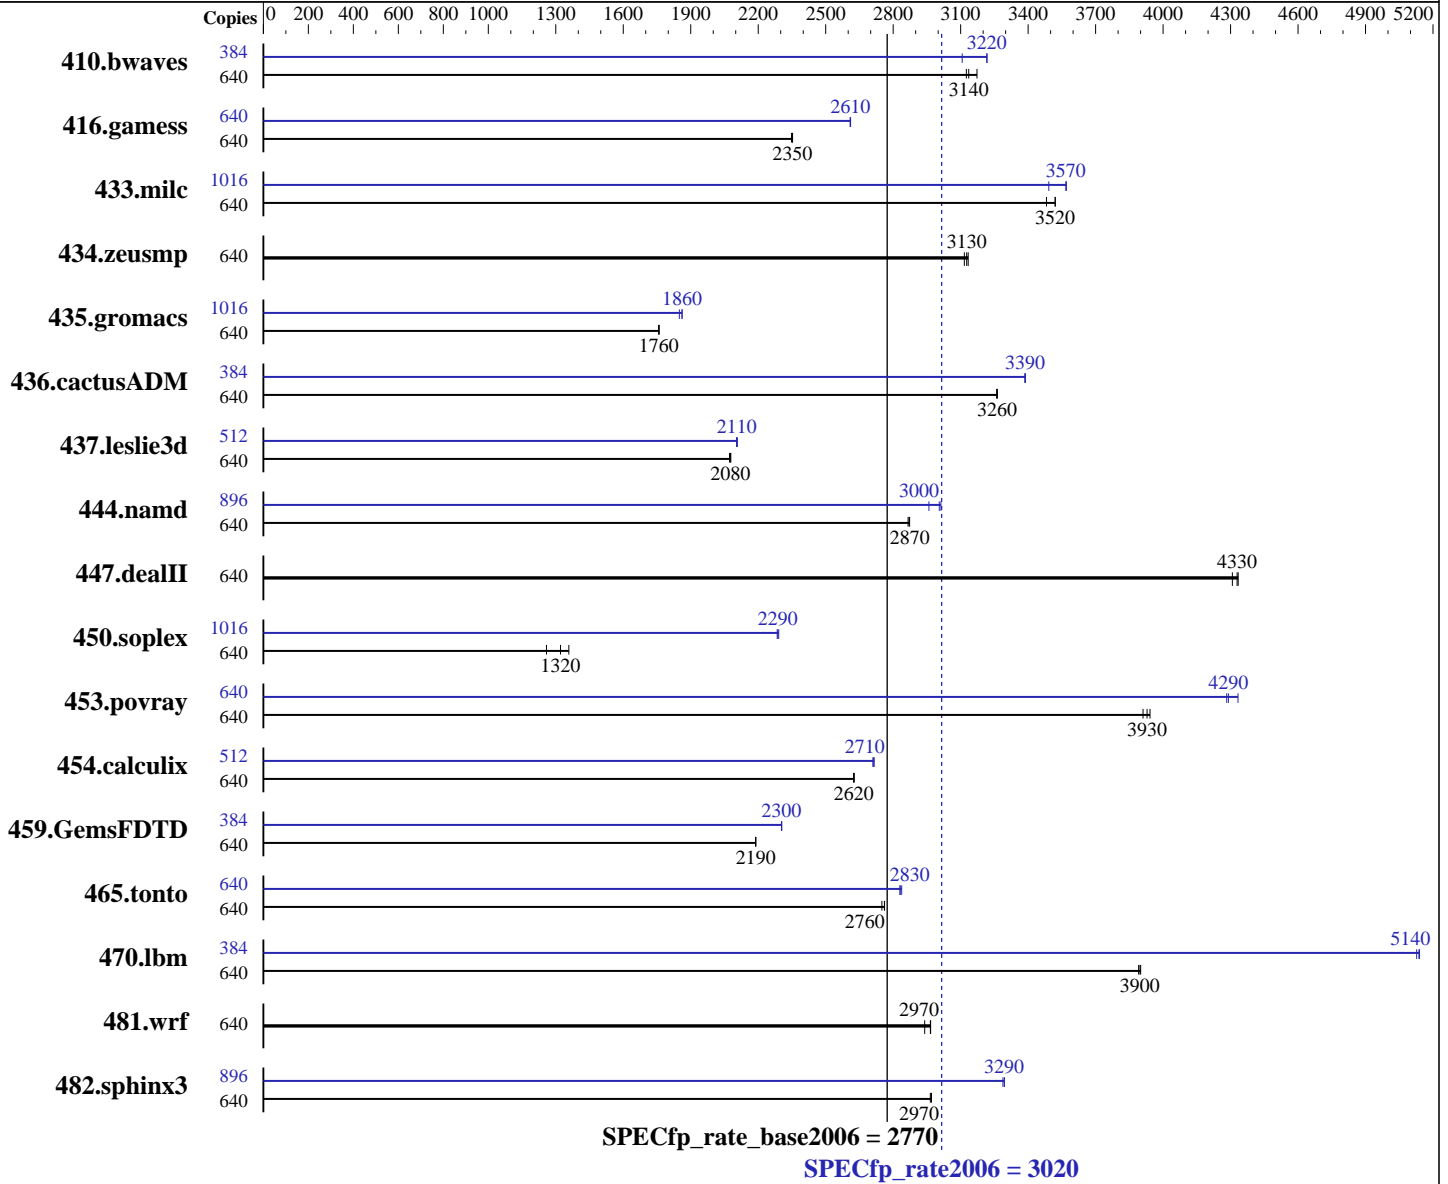 Copies 0 200 400 600 800 1000 1300 1600 1900 2200 2500 2800 3100 3400 3700 4000 4300 4600 4900 5200
410.bwaves 384 3220
640 3140
416.gamess 640 2610
640 2350
433.milc 1016 3570
640 3520
434.zeusmp 640 3130
435.gromacs 1016 1860
640 1760
436.cactusADM 384 3390
640 3260
437.leslie3d 512 2110
640 2080
444.namd 896 3000
640 2870
447.dealII 640 4330
450.soplex 1016 2290
640 1320
453.povray 640 4290
640 3930
454.calculix 512 2710
640 2620
459.GemsFDTD 384 2300
640 2190
465.tonto 640 2830
640 2760
470.lbm 384 5140
640 3900
481.wrf 640 2970
482.sphinx3 896 3290
640 2970
SPECfp_rate_base2006 = 2770
SPECfp_rate2006 = 3020